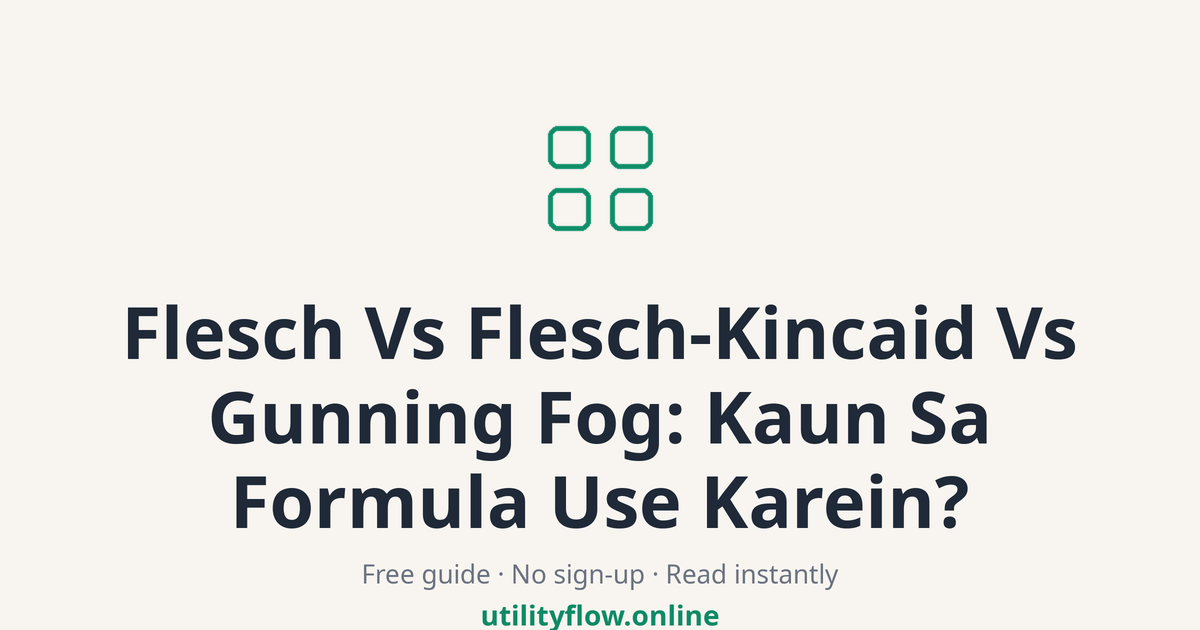 Flesch Vs Flesch-Kincaid Vs
Gunning Fog: Kaun Sa
Formula Use Karein?
Free guide · No sign-up · Read instantly
utilityflow.online